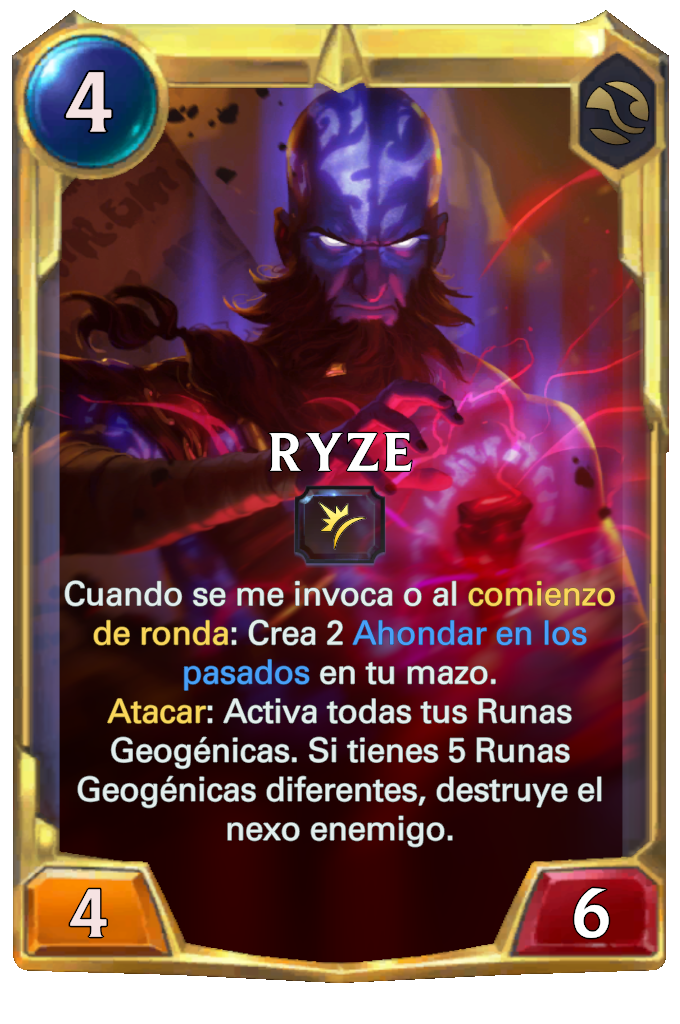 4
RYZE
Cuando se me invoca o al comienzo
de ronda: Crea 2 Ahondar en los
pasados en tu mazo.
Atacar: Activa todas tus Runas
Geogénicas. Si tienes 5 Runas
Geogénicas diferentes, destruye el
nexo enemigo.
4
6